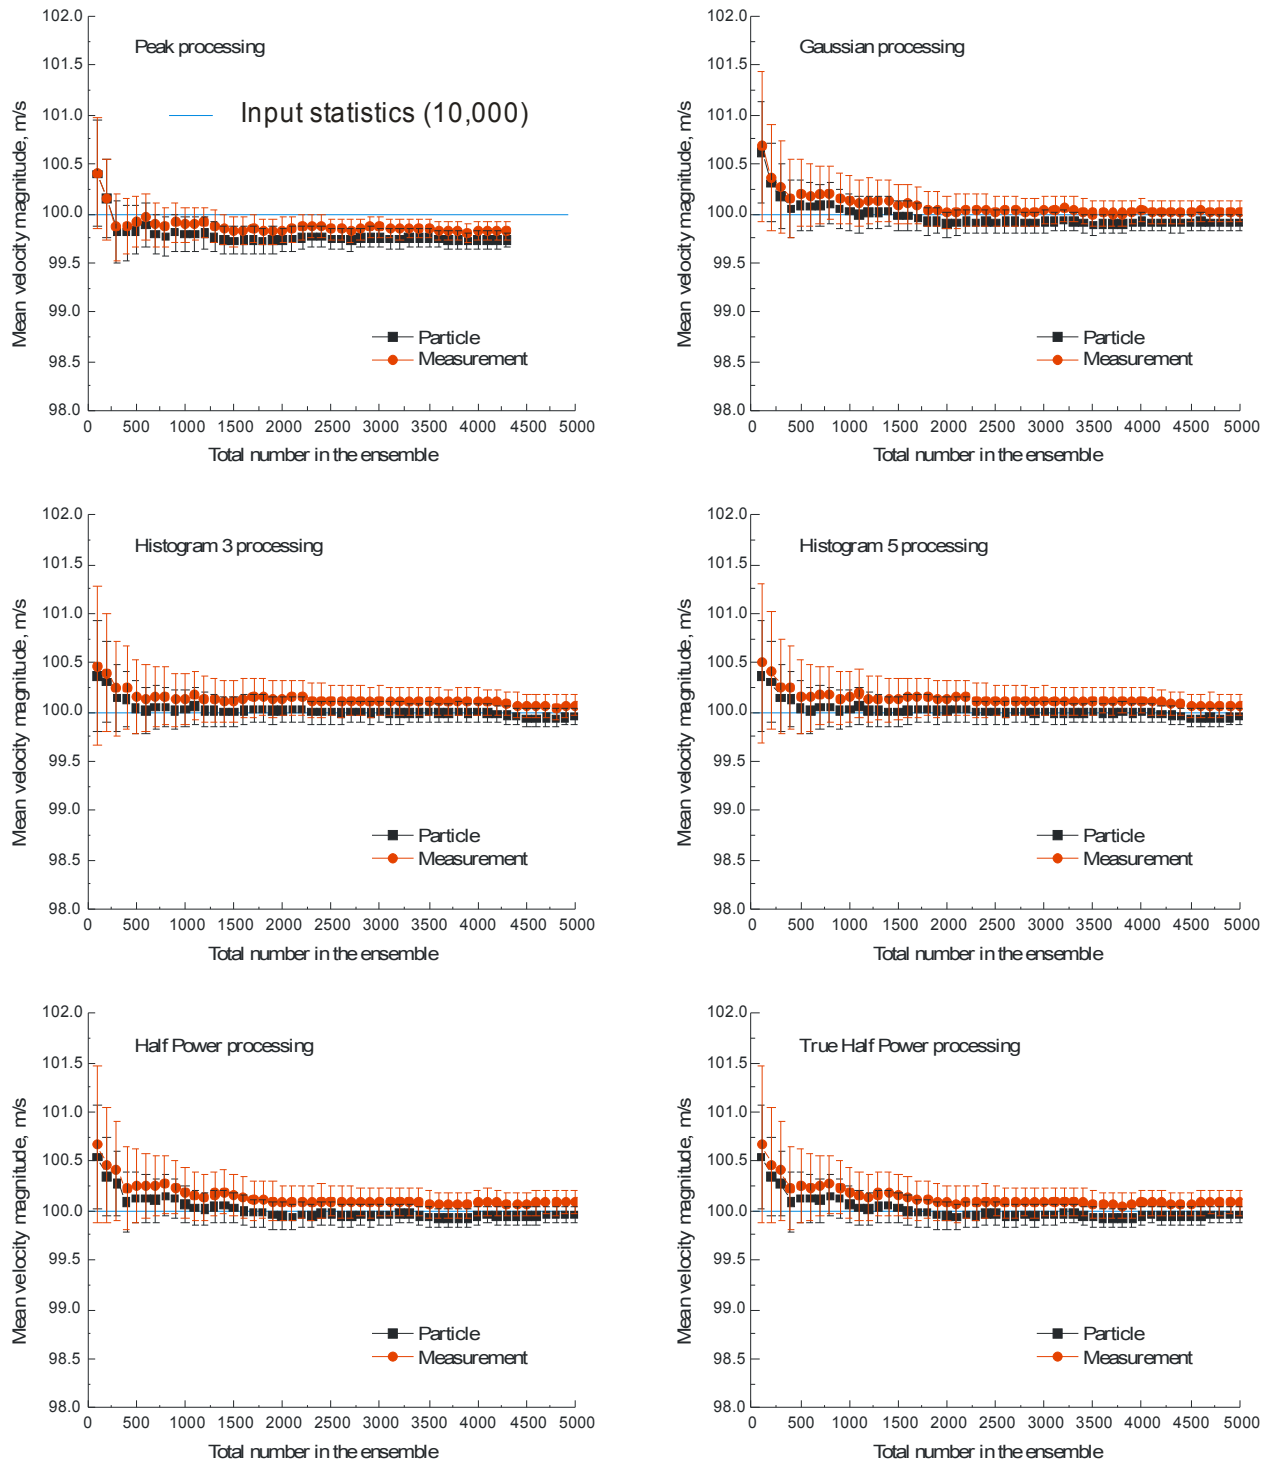 Peak processing
Input statistics (10,000)
Mean velocity magnitude, m/s
102.0
101.5
101.0
100.5
100.0
99.5
99.0
98.5
98.0
Particle
Measurement
0 500 1000 1500 2000 2500 3000 3500 4000 4500 5000
Total number in the ensemble
Gaussian processing
Mean velocity magnitude, m/s
102.0
101.5
101.0
100.5
100.0
99.5
99.0
98.5
98.0
Particle
Measurement
0 500 1000 1500 2000 2500 3000 3500 4000 4500 5000
Total number in the ensemble
Histogram 3 processing
Mean velocity magnitude, m/s
102.0
101.5
101.0
100.5
100.0
99.5
99.0
98.5
98.0
Particle
Measurement
0 500 1000 1500 2000 2500 3000 3500 4000 4500 5000
Total number in the ensemble
Histogram 5 processing
Mean velocity magnitude, m/s
102.0
101.5
101.0
100.5
100.0
99.5
99.0
98.5
98.0
Particle
Measurement
0 500 1000 1500 2000 2500 3000 3500 4000 4500 5000
Total number in the ensemble
Half Power processing
Mean velocity magnitude, m/s
102.0
101.5
101.0
100.5
100.0
99.5
99.0
98.5
98.0
Particle
Measurement
0 500 1000 1500 2000 2500 3000 3500 4000 4500 5000
Total number in the ensemble
True Half Power processing
Mean velocity magnitude, m/s
102.0
101.5
101.0
100.5
100.0
99.5
99.0
98.5
98.0
Particle
Measurement
0 500 1000 1500 2000 2500 3000 3500 4000 4500 5000
Total number in the ensemble